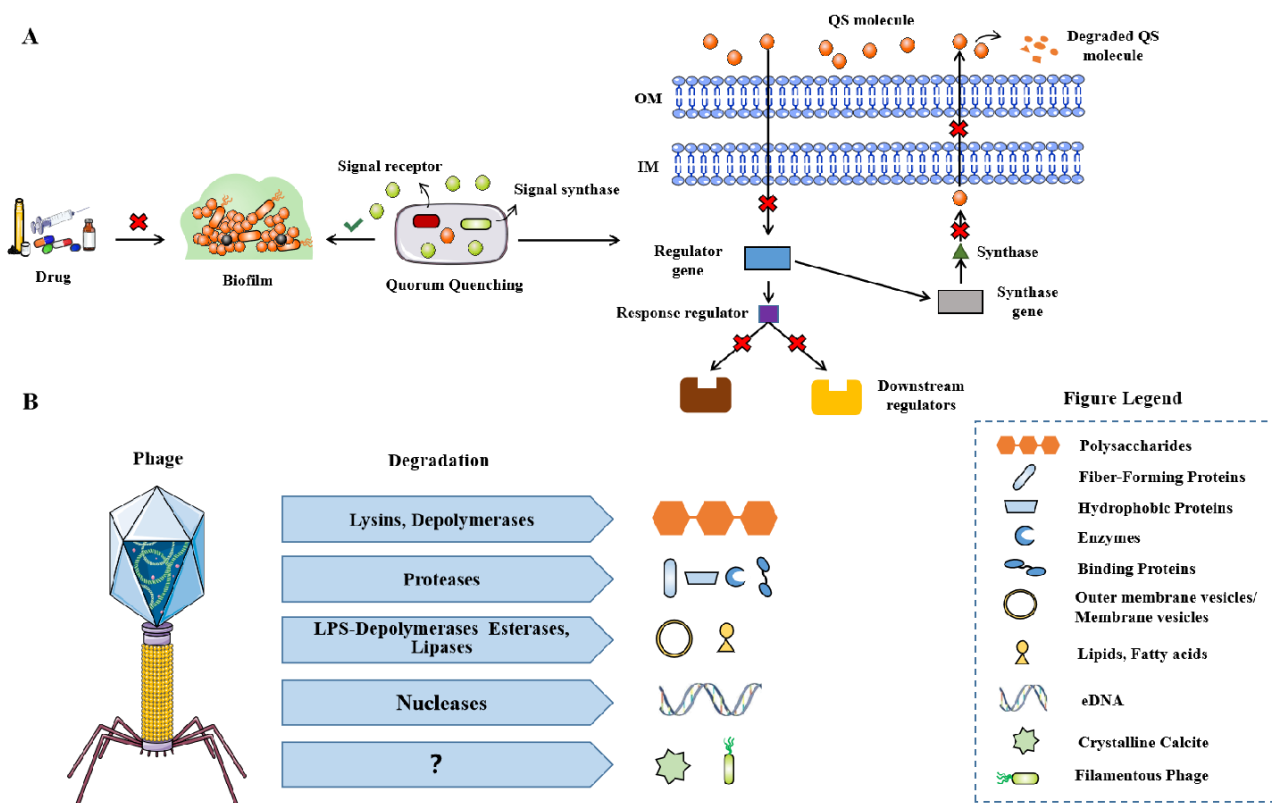 A
QS molecule
Degraded QS
molecule
OM
IM
Signal receptor
Signal synthase
Drug
Biofilm
Quorum Quenching
Regulator
gene
Synthase
Synthase
gene
Response regulator
Downstream
regulators
B
Phage
Degradation
Lysins, Depolymerases
Proteases
LPS-Depolymerases Esterases,
Lipases
Nucleases
?
Figure Legend
Polysaccharides
Fiber-Forming Proteins
Hydrophobic Proteins
Enzymes
Binding Proteins
Outer membrane vesicles/
Membrane vesicles
Lipids, Fatty acids
eDNA
Crystalline Calcite
Filamentous Phage